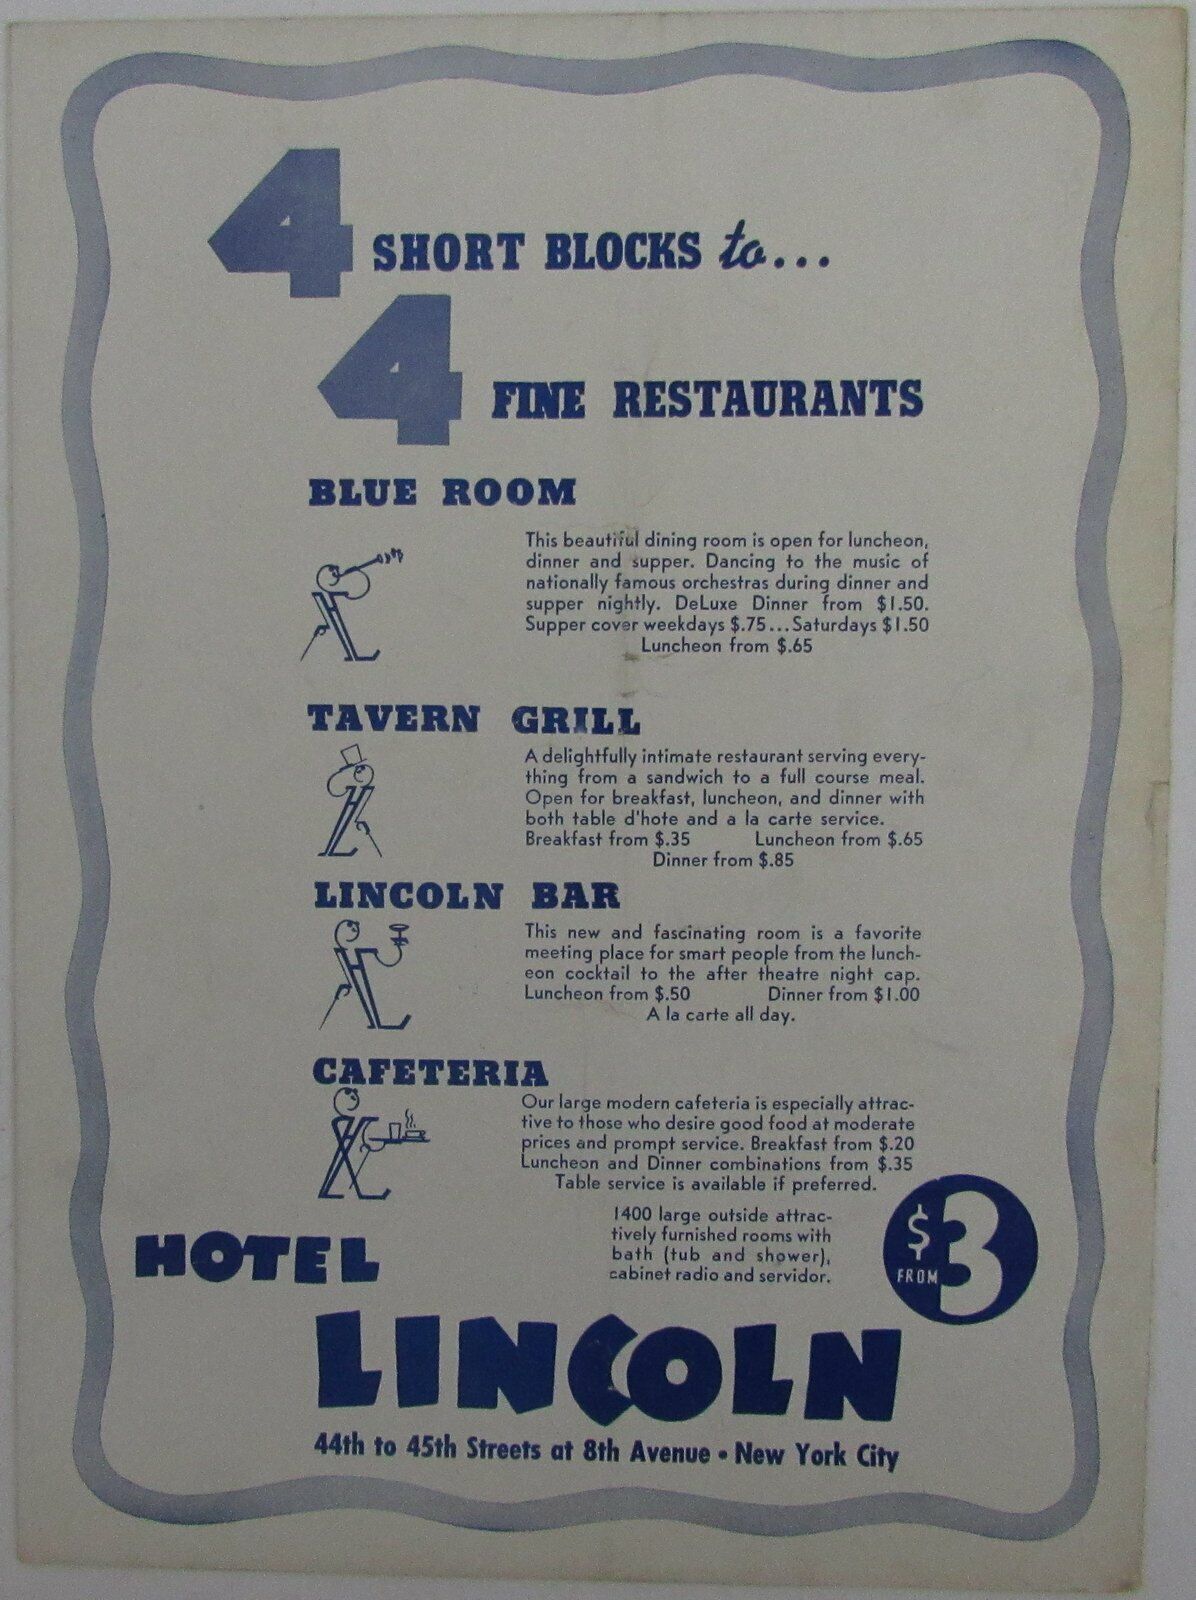 4 SHORT BLOCKS to...
4 FINE RESTAURANTS
BLUE ROOM
This beautiful dining room is open for luncheon,
dinner and supper. Dancing to the music of
nationally famous orchestras during dinner and
supper nightly. DeLuxe Dinner from $1.50.
Supper cover weekdays $.75...Saturdays $1.50
Luncheon from $.65
TAVERN GRILL
A delightfully intimate restaurant serving every-
thing from a sandwich to a full course meal.
Open for breakfast, luncheon, and dinner with
both table d'hote and a la carte service.
Breakfast from $.35 Luncheon from $.65
Dinner from $.85
LINCOLN BAR
This new and fascinating room is a favorite
meeting place for smart people from the lunch-
eon cocktail to the after theatre night cap.
Luncheon from $.50 Dinner from $1.00
A la carte all day.
CAFETERIA
Our large modern cafeteria is especially attrac-
tive to those who desire good food at moderate
prices and prompt service. Breakfast from $.20
Luncheon and Dinner combinations from $.35
Table service is available if preferred.
1400 large outside attrac-
tively furnished rooms with
bath (tub and shower),
cabinet radio and servidor.
FROM $3
HOTEL
LINCOLN
44th to 45th Streets at 8th Avenue • New York City